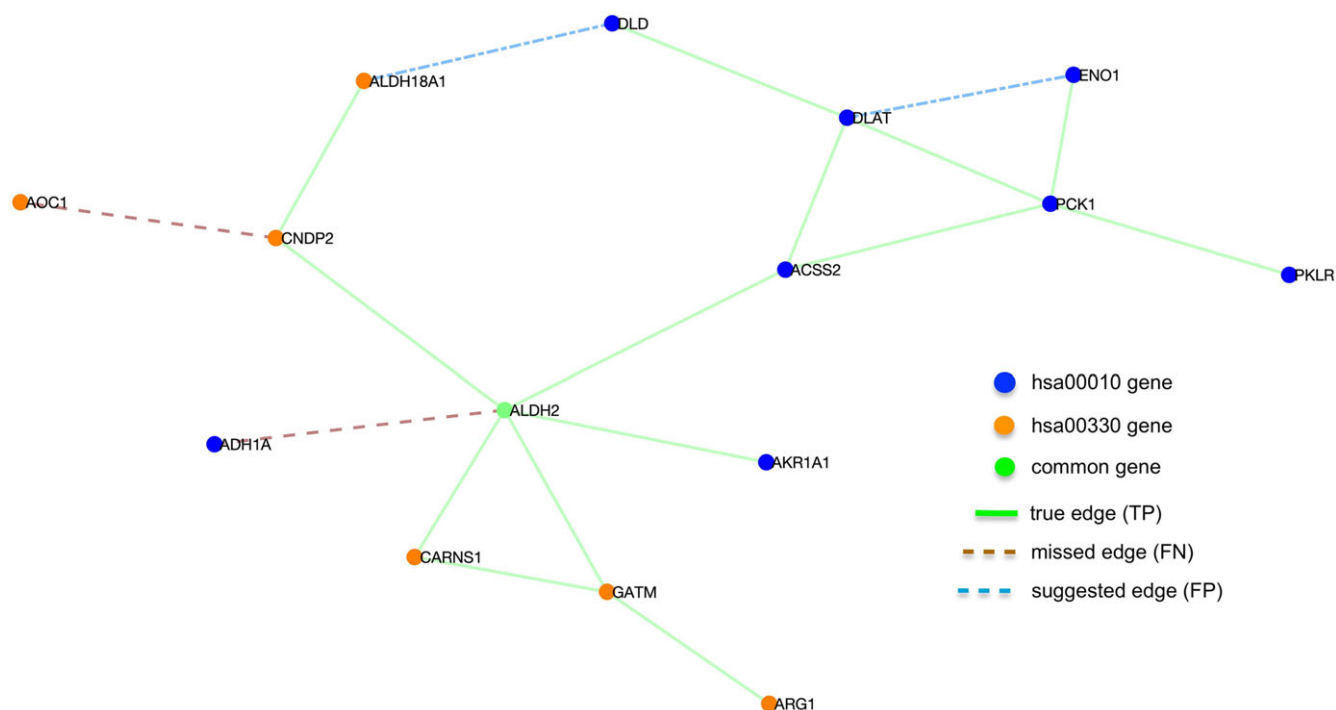 DLD
ENO1
ALDH18A1
DLAT
AOC1
PCK1
CNDP2
ACSS2
PKLR
hsa00010 gene
ALDH2
hsa00330 gene
ADH1A
AKR1A1
common gene
true edge (TP)
CARNS1
missed edge (FN)
GATM
suggested edge (FP)
ARG1